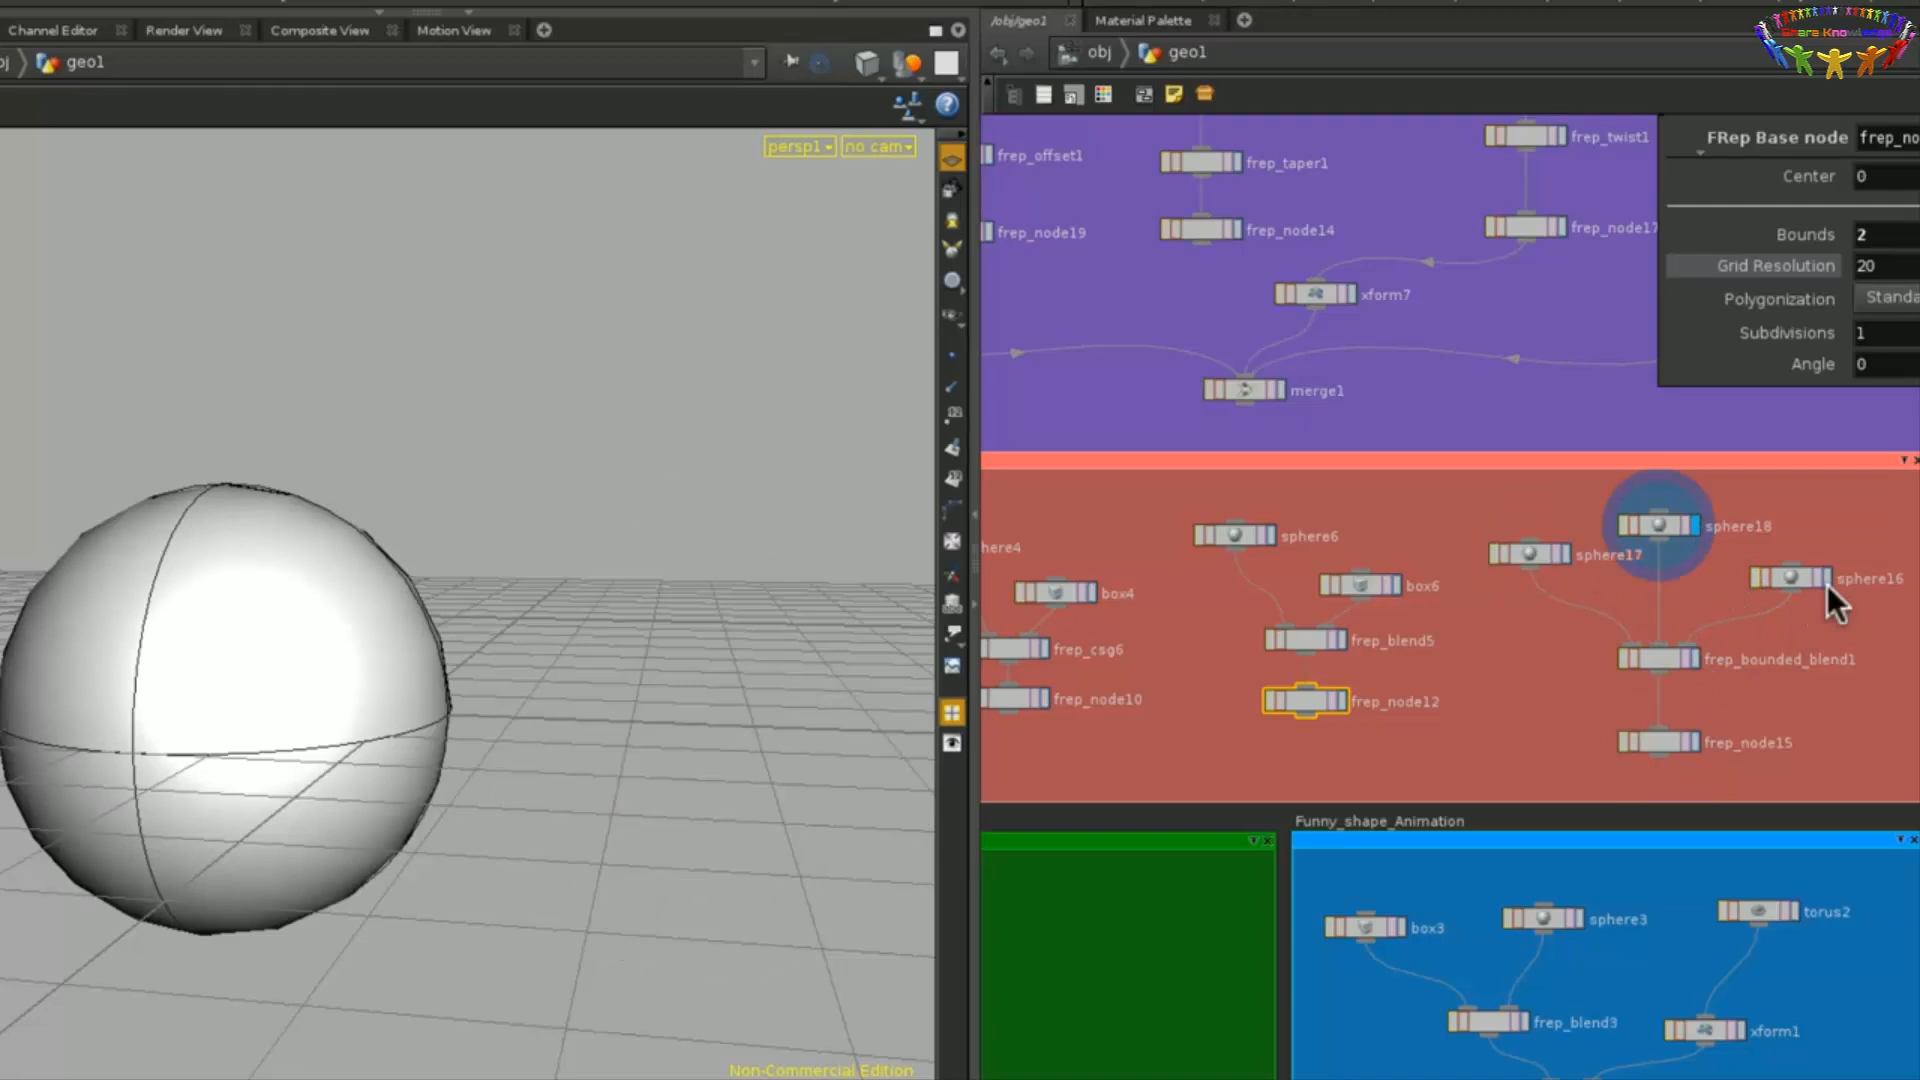 Channel Editor
Render View
Composite View
Motion View
geo1
persp1
no cam
Non-Commercial Edition
/obj/geo1
Material Palette
obj
geo1
Share Knowledge
frep_offset1
frep_taper1
frep_twist1
frep_node19
frep_node14
frep_node17
xform7
merge1
FRep Base node
frep_no
Center
0
Bounds
2
Grid Resolution
20
Polygonization
Standa
Subdivisions
1
Angle
0
here4
sphere6
sphere17
sphere18
sphere16
box4
box6
frep_csg6
frep_blend5
frep_bounded_blend1
frep_node10
frep_node12
frep_node15
Funny_shape_Animation
box3
sphere3
torus2
frep_blend3
xform1